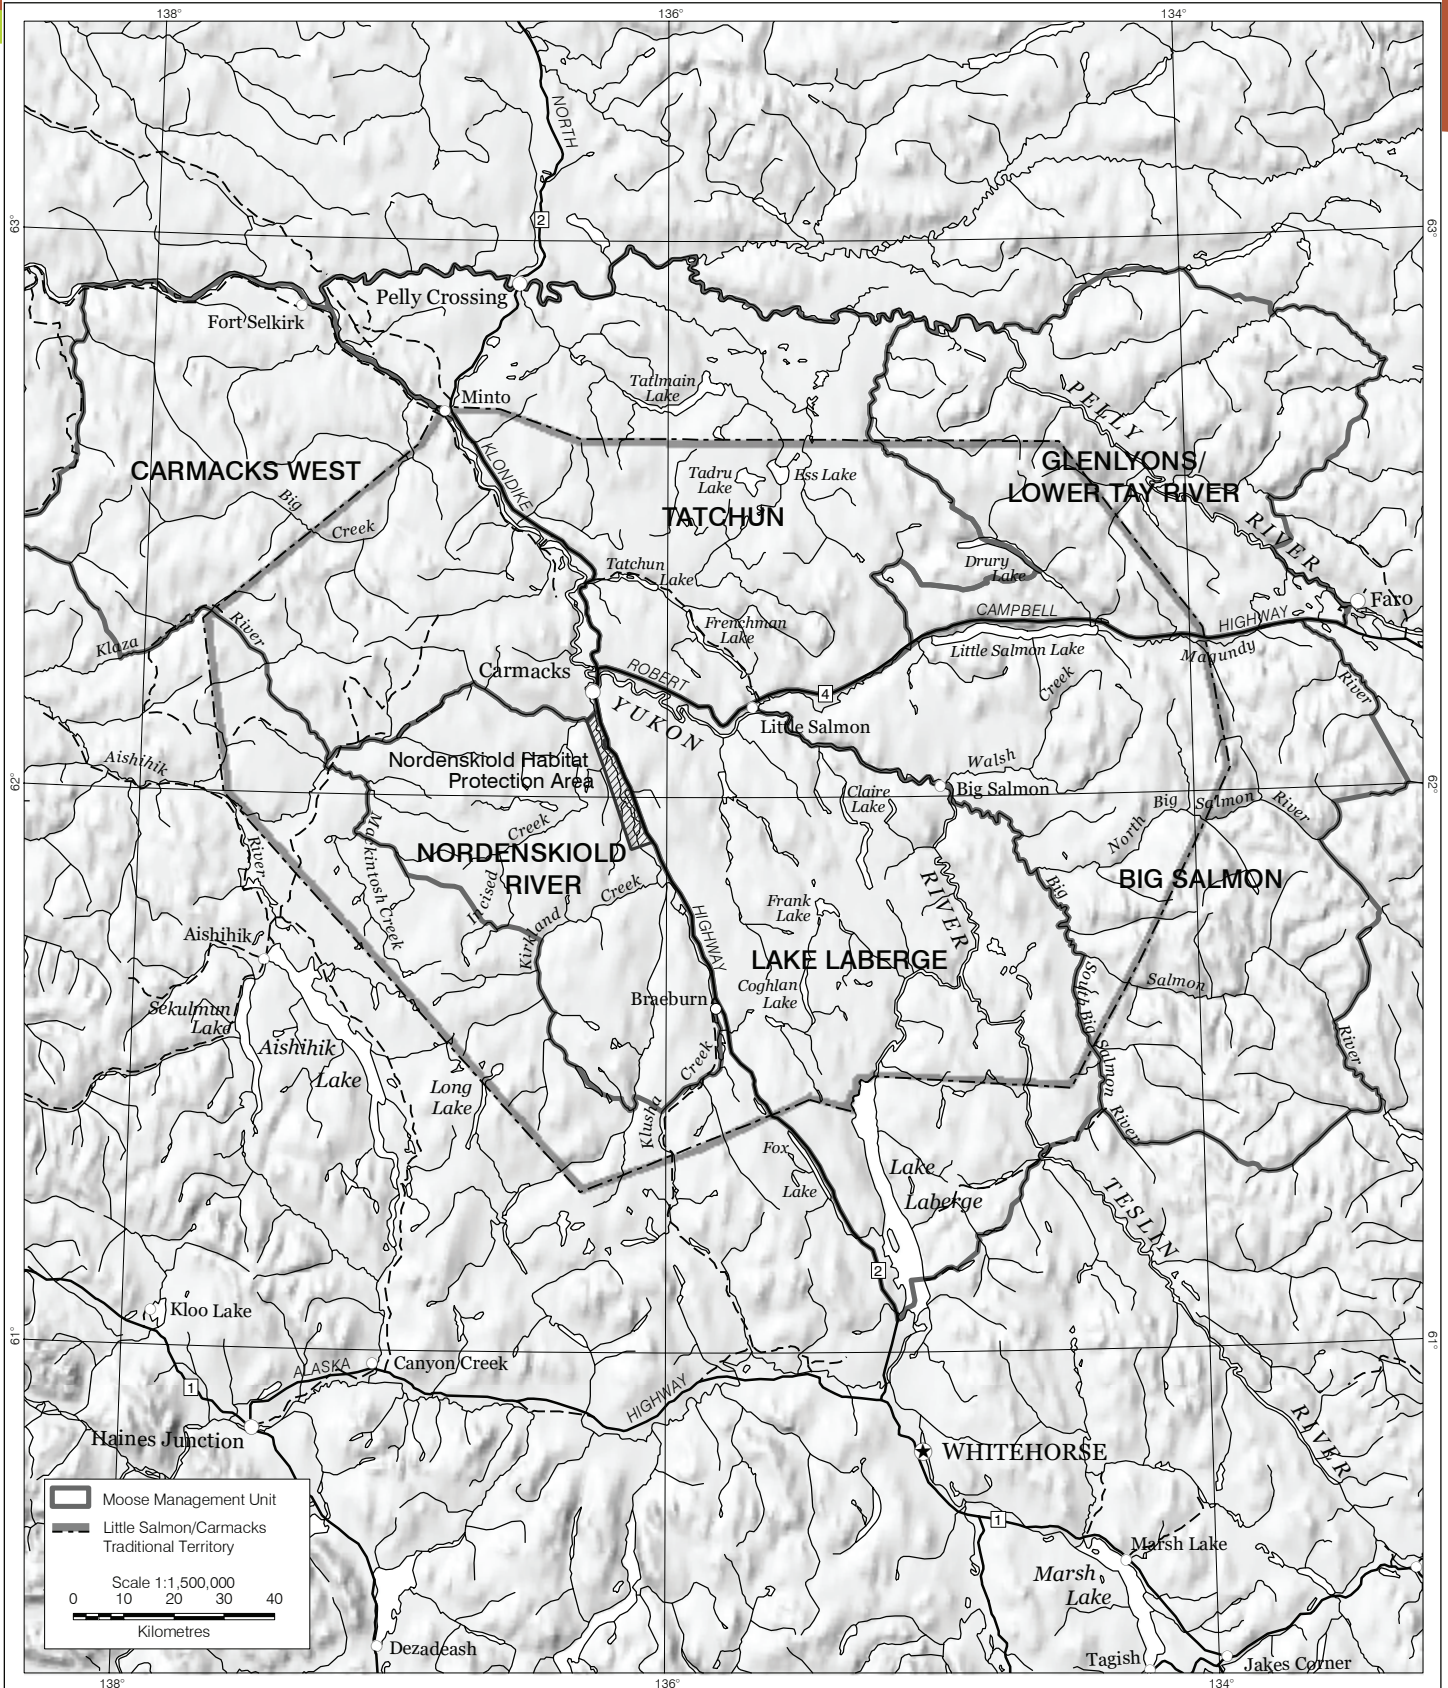 138°
136°
134°
NORTH
63°
63°
2
Pelly Crossing
Fort Selkirk
Tatlmain
Lake
Minto
PELLY
RIVER
KLONDIKE
CARMACKS WEST
GLENLYONS/
LOWER TAY RIVER
Tadru
Lake
Ess Lake
Big
Creek
TATCHUN
Tatchun
Lake
Drury
Lake
CAMPBELL
HIGHWAY
Faro
Klaza
River
Frenchman
Lake
Little Salmon Lake
Magundy
River
Carmacks
ROBERT
4
Creek
YUKON
Little Salmon
Nordenskiold Habitat
Protection Area
Aishihik
River
62°
62°
Walsh
Big Salmon
Claire
Lake
North
Big
Salmon
River
Mackintosh Creek
Incised
Creek
NORDENSKIOLD
RIVER
Kirkland
Creek
RIVER
Big
BIG SALMON
HIGHWAY
Frank
Lake
Aishihik
LAKE LABERGE
South Big
Salmon
River
Salmon
River
Coghlan
Lake
Braeburn
Sekulmun
Lake
Aishihik
Lake
Long
Lake
Creek
Klusha
Fox
Lake
Lake
Laberge
TESLIN
RIVER
2
Kloo Lake
61°
61°
ALASKA
Canyon Creek
1
HIGHWAY
Haines Junction
WHITEHORSE
1
Marsh Lake
Marsh
Lake
Dezadeash
Tagish
Jakes Corner
Moose Management Unit
Little Salmon/Carmacks
Traditional Territory
Scale 1:1,500,000
0 10 20 30 40
Kilometres
138°
136°
134°